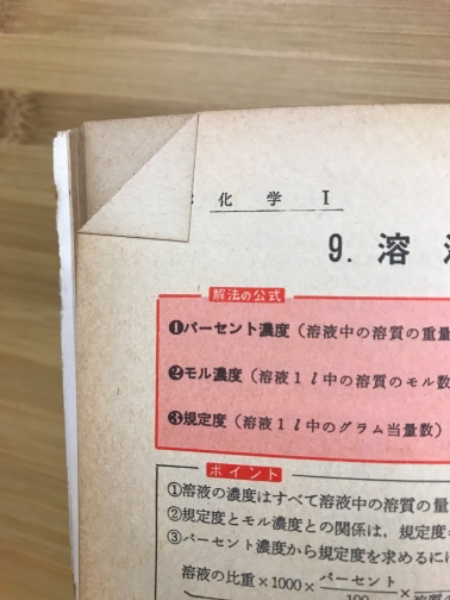 化 学 I
9. 溶
解法の公式
❶パーセント濃度（溶液中の溶質の重量
❷モル濃度（溶液1l中の溶質のモル数
❸規定度（溶液1l中のグラム当量数）
ポイント
①溶液の濃度はすべて溶液中の溶質の量
②規定度とモル濃度との関係は，規定度
③パーセント濃度から規定度を求めるに
溶液の比重×1000×パーセント/100×